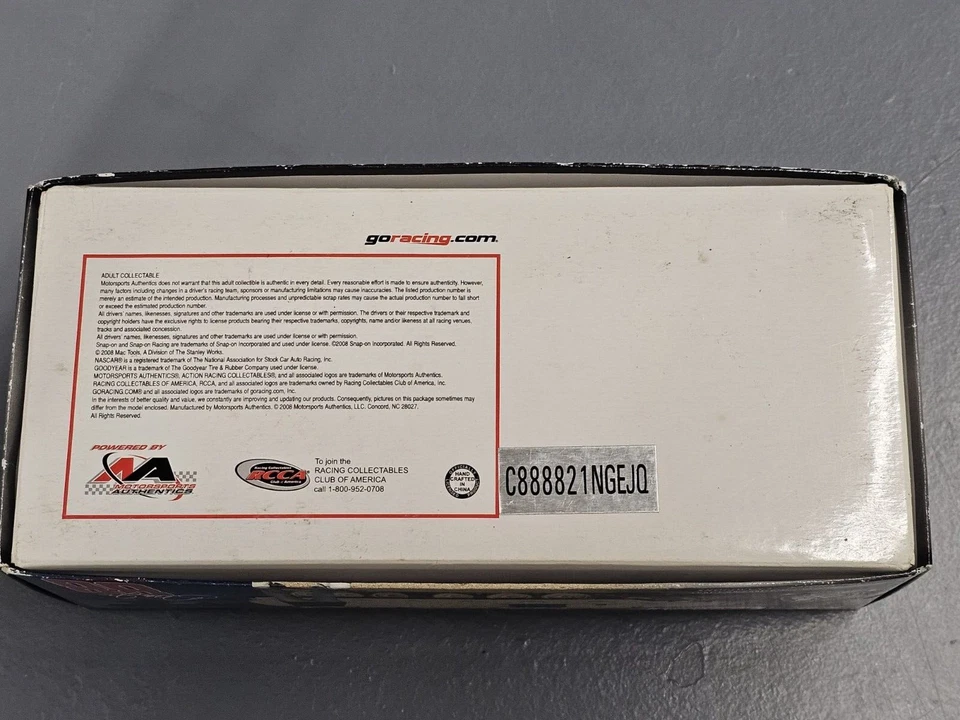 goracing.com
ADULT COLLECTABLE
Motorsports Authentics does not warrant that this adult collectible is authentic in every detail. Every reasonable effort is made to ensure authenticity. However,
many factors including changes in a driver's racing team, sponsors or manufacturing limitations may cause inaccuracies. The listed production number is
merely an estimate of the intended production. Manufacturing processes and unpredictable scrap rates may cause the actual production number to fall short
or exceed the estimated production number.
All drivers' names, likenesses, signatures and other trademarks are used under license or with permission. The drivers or their respective trademark and
copyright holders have the exclusive rights to license products bearing their respective trademarks, copyrights, name and/or likeness at all racing venues,
tracks and associated concession.
All drivers' names, likenesses, signatures and other trademarks are used under license or with permission.
Snap-on and Snap-on Racing are trademarks of Snap-on Incorporated and used under license. ©2008 Snap-on Incorporated. All Rights Reserved.
© 2008 Mac Tools, A Division of The Stanley Works.
NASCAR® is a registered trademark of The National Association for Stock Car Auto Racing, Inc.
GOODYEAR is a trademark of The Goodyear Tire & Rubber Company used under license.
MOTORSPORTS AUTHENTICS®, ACTION RACING COLLECTABLES®, and all associated logos are trademarks of Motorsports Authentics.
RACING COLLECTABLES OF AMERICA, RCCA, and all associated logos are trademarks owned by Racing Collectables Club of America, Inc.
GORACING.COM® and all associated logos are trademarks of goracing.com, Inc.
In the interests of better quality and value, we constantly are improving and updating our products. Consequently, pictures on this package sometimes may
differ from the model enclosed. Manufactured by Motorsports Authentics. © 2008 Motorsports Authentics, LLC. Concord, NC 28027,
All Rights Reserved.
POWERED BY
MA
MOTORSPORTS
AUTHENTICS
Racing Collectables
RCCA
Club of America
To join the
RACING COLLECTABLES
CLUB OF AMERICA
call 1-800-952-0708
HAND
CRAFTED
IN
CHINA
C888821NGEJQ